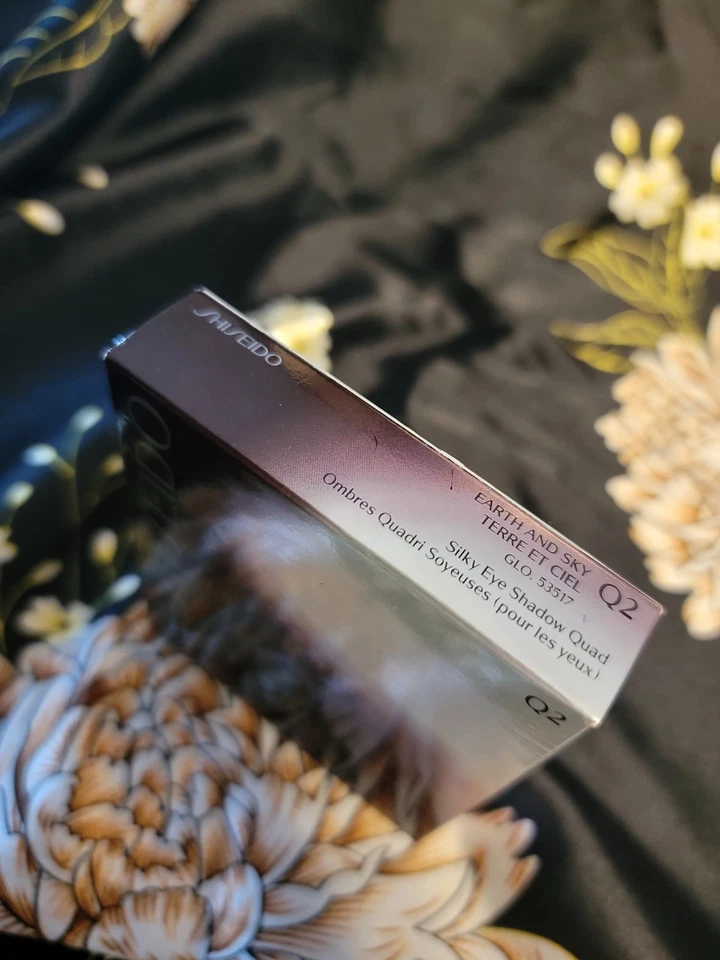 SHISEIDO
EARTH AND SKY
TERRE ET CIEL
GLO. 53517
Q2
Silky Eye Shadow Quad
Ombres Quadri Soyeuses (pour les yeux)
Q2